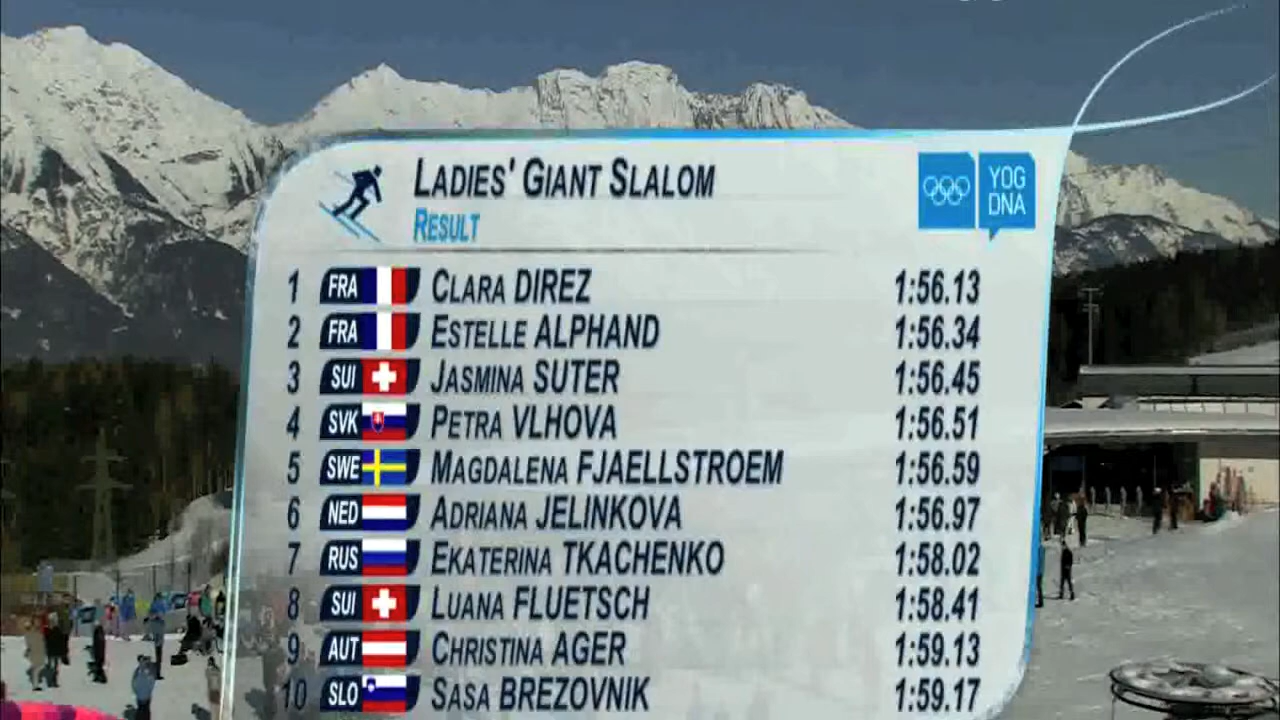 LADIES' GIANT SLALOM
RESULT
YOG
DNA
1 FRA CLARA DIREZ 1:56.13
2 FRA ESTELLE ALPHAND 1:56.34
3 SUI JASMINA SUTER 1:56.45
4 SVK PETRA VLHOVA 1:56.51
5 SWE MAGDALENA FJAELLSTROEM 1:56.59
6 NED ADRIANA JELINKOVA 1:56.97
7 RUS EKATERINA TKACHENKO 1:58.02
8 SUI LUANA FLUETSCH 1:58.41
9 AUT CHRISTINA AGER 1:59.13
10 SLO SASA BREZOVNIK 1:59.17